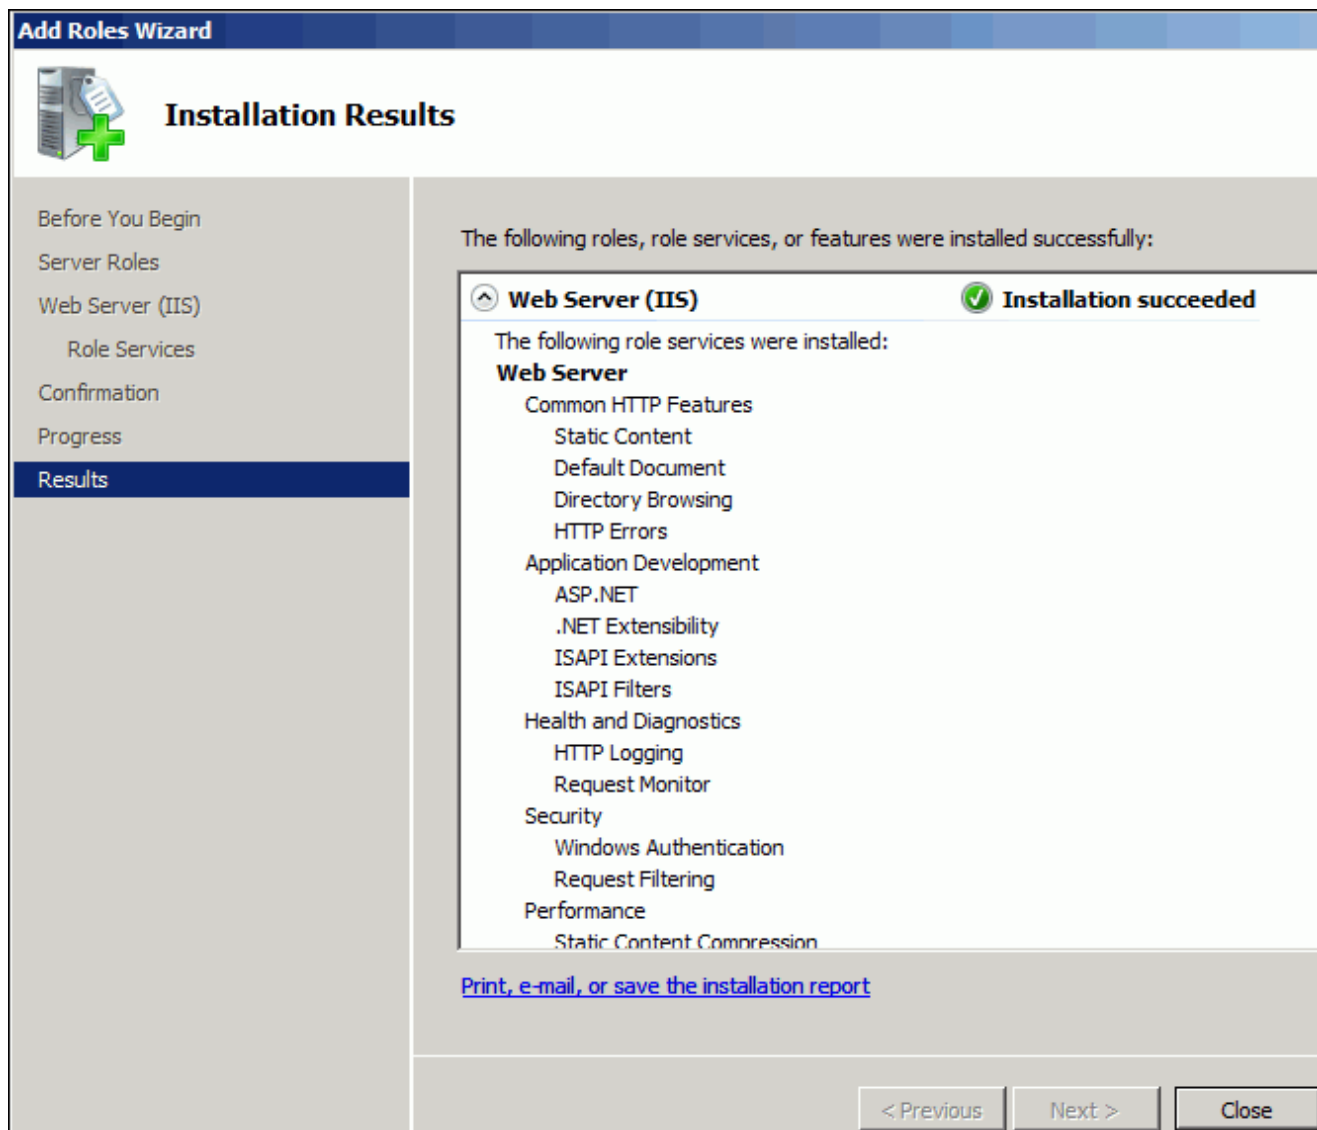 Add Roles Wizard
Installation Results
Before You Begin
Server Roles
Web Server (IIS)
Role Services
Confirmation
Progress
Results
The following roles, role services, or features were installed successfully:
Web Server (IIS) Installation succeeded
The following role services were installed:
Web Server
Common HTTP Features
Static Content
Default Document
Directory Browsing
HTTP Errors
Application Development
ASP.NET
.NET Extensibility
ISAPI Extensions
ISAPI Filters
Health and Diagnostics
HTTP Logging
Request Monitor
Security
Windows Authentication
Request Filtering
Performance
Static Content Compression
Print, e-mail, or save the installation report
< Previous Next > Close